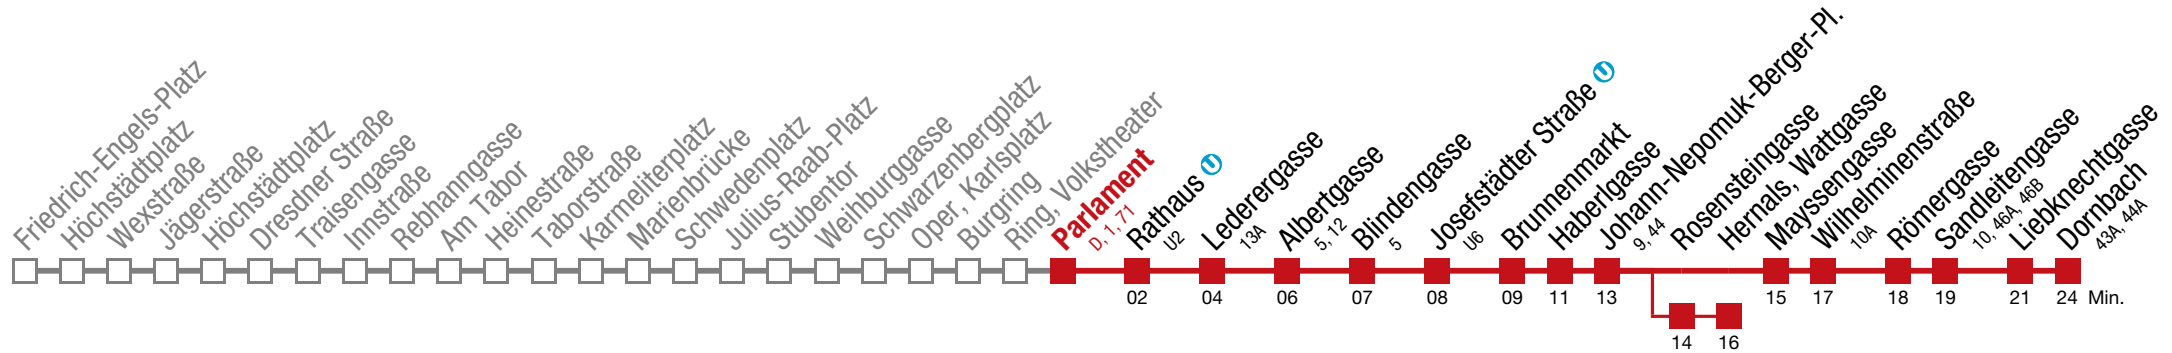 Friedrich-Engels-Platz
Höchstädtplatz
Wexstraße
Jägerstraße
Höchstädtplatz
Dresdner Straße
Traisengasse
Innstraße
Rebhanngasse
Am Tabor
Heinestraße
Taborstraße
Karmeliterplatz
Marienbrücke
Schwedenplatz
Julius-Raab-Platz
Stubentor
Weihburggasse
Schwarzenbergplatz
Oper, Karlsplatz
Burgring
Ring, Volkstheater
Parlament
D, 1, 71
Rathaus U
U2
Lederergasse
13A
Albertgasse
5, 12
Blindengasse
5
Josefstädter Straße U
U6
Brunnenmarkt
Haberlgasse
Johann-Nepomuk-Berger-Pl.
9, 44
Rosensteingasse
Hernals, Wattgasse
Mayssengasse
Wilhelminenstraße
10A
Römergasse
Sandleitengasse
10, 46A, 46B
Liebknechtgasse
Dornbach
43A, 44A
02 04 06 07 08 09 11 13 15 17 18 19 21 24 Min.
14 16